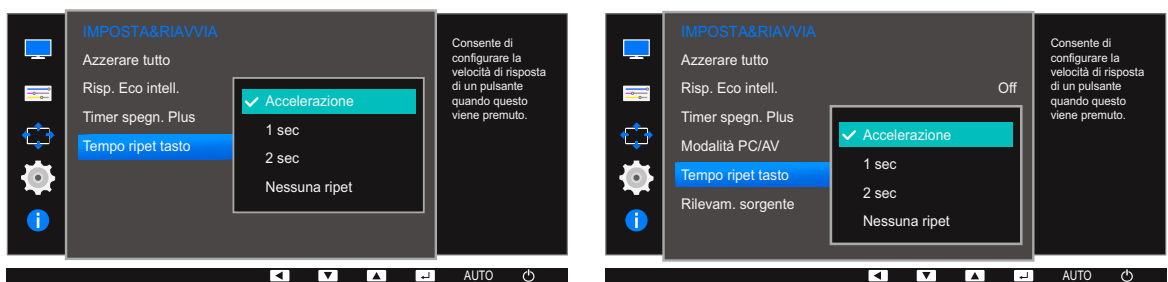 IMPOSTA&RIAVVIA
Azzerare tutto
Risp. Eco intell.
Timer spegn. Plus
Tempo ripet tasto
Accelerazione
1 sec
2 sec
Nessuna ripet
Consente di
configurare la
velocità di risposta
di un pulsante
quando questo
viene premuto.
AUTO
IMPOSTA&RIAVVIA
Azzerare tutto
Risp. Eco intell.
Off
Timer spegn. Plus
Modalità PC/AV
Tempo ripet tasto
Rilevam. sorgente
Accelerazione
1 sec
2 sec
Nessuna ripet
Consente di
configurare la
velocità di risposta
di un pulsante
quando questo
viene premuto.
AUTO